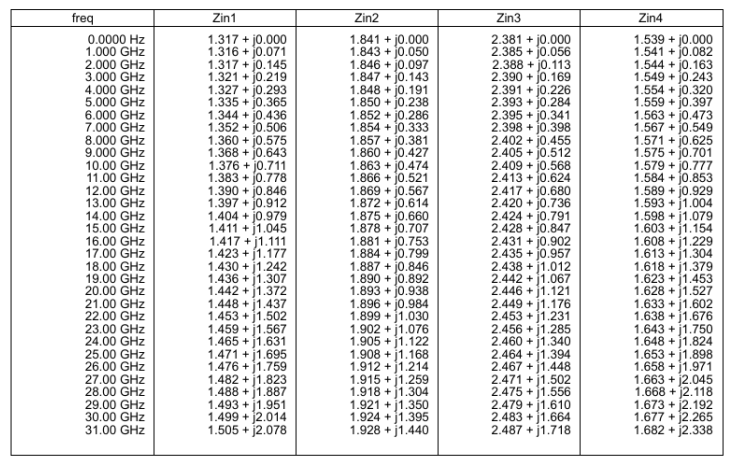 freq Zin1 Zin2 Zin3 Zin4
0.0000 Hz 1.317 + j0.000 1.841 + j0.000 2.381 + j0.000 1.539 + j0.000
1.000 GHz 1.316 + j0.071 1.843 + j0.050 2.385 + j0.056 1.541 + j0.082
2.000 GHz 1.317 + j0.145 1.846 + j0.097 2.388 + j0.113 1.544 + j0.163
3.000 GHz 1.321 + j0.219 1.847 + j0.143 2.390 + j0.169 1.549 + j0.243
4.000 GHz 1.327 + j0.293 1.848 + j0.191 2.391 + j0.226 1.554 + j0.320
5.000 GHz 1.335 + j0.365 1.850 + j0.238 2.393 + j0.284 1.559 + j0.397
6.000 GHz 1.344 + j0.436 1.852 + j0.286 2.395 + j0.341 1.563 + j0.473
7.000 GHz 1.352 + j0.506 1.854 + j0.333 2.398 + j0.398 1.567 + j0.549
8.000 GHz 1.360 + j0.575 1.857 + j0.381 2.402 + j0.455 1.571 + j0.625
9.000 GHz 1.368 + j0.643 1.860 + j0.427 2.405 + j0.512 1.575 + j0.701
10.00 GHz 1.376 + j0.711 1.863 + j0.474 2.409 + j0.568 1.579 + j0.777
11.00 GHz 1.383 + j0.778 1.866 + j0.521 2.413 + j0.624 1.584 + j0.853
12.00 GHz 1.390 + j0.846 1.869 + j0.567 2.417 + j0.680 1.589 + j0.929
13.00 GHz 1.397 + j0.912 1.872 + j0.614 2.420 + j0.736 1.593 + j1.004
14.00 GHz 1.404 + j0.979 1.875 + j0.660 2.424 + j0.791 1.598 + j1.079
15.00 GHz 1.411 + j1.045 1.878 + j0.707 2.428 + j0.847 1.603 + j1.154
16.00 GHz 1.417 + j1.111 1.881 + j0.753 2.431 + j0.902 1.608 + j1.229
17.00 GHz 1.423 + j1.177 1.884 + j0.799 2.435 + j0.957 1.613 + j1.304
18.00 GHz 1.430 + j1.242 1.887 + j0.846 2.438 + j1.012 1.618 + j1.379
19.00 GHz 1.436 + j1.307 1.890 + j0.892 2.442 + j1.067 1.623 + j1.453
20.00 GHz 1.442 + j1.372 1.893 + j0.938 2.446 + j1.121 1.628 + j1.527
21.00 GHz 1.448 + j1.437 1.896 + j0.984 2.449 + j1.176 1.633 + j1.602
22.00 GHz 1.453 + j1.502 1.899 + j1.030 2.453 + j1.231 1.638 + j1.676
23.00 GHz 1.459 + j1.567 1.902 + j1.076 2.456 + j1.285 1.643 + j1.750
24.00 GHz 1.465 + j1.631 1.905 + j1.122 2.460 + j1.340 1.648 + j1.824
25.00 GHz 1.471 + j1.695 1.908 + j1.168 2.464 + j1.394 1.653 + j1.898
26.00 GHz 1.476 + j1.759 1.912 + j1.214 2.467 + j1.448 1.658 + j1.971
27.00 GHz 1.482 + j1.823 1.915 + j1.259 2.471 + j1.502 1.663 + j2.045
28.00 GHz 1.488 + j1.887 1.918 + j1.304 2.475 + j1.556 1.668 + j2.118
29.00 GHz 1.493 + j1.951 1.921 + j1.350 2.479 + j1.610 1.673 + j2.192
30.00 GHz 1.499 + j2.014 1.924 + j1.395 2.483 + j1.664 1.677 + j2.265
31.00 GHz 1.505 + j2.078 1.928 + j1.440 2.487 + j1.718 1.682 + j2.338